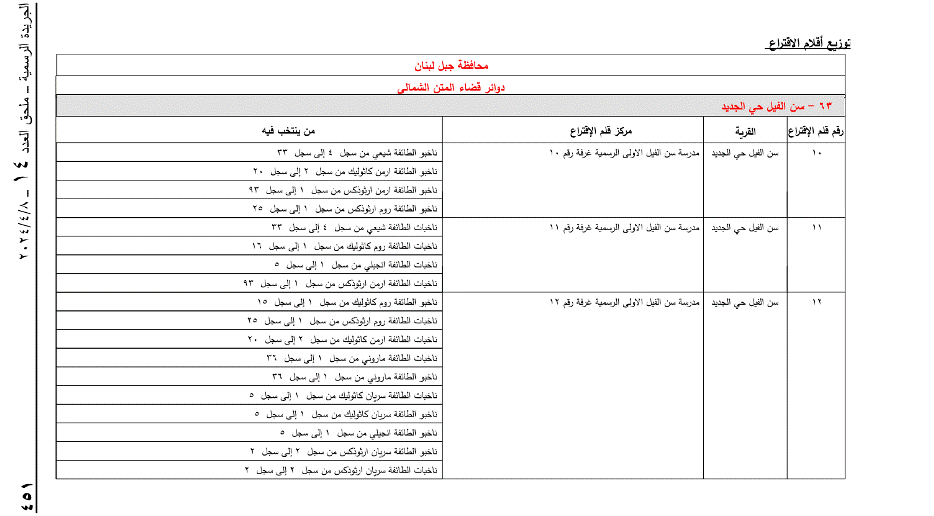 الجريدة الرسمية - ملحق العدد ١٤ - ٢٠٢٤/٤/٨
توزيع أقلام الاقتراع
محافظة جبل لبنان
دوائر قضاء المتن الشمالي
٦٣ - سن الفيل حي الجديد
رقم قلم الإقتراع القرية مركز قلم الإقتراع من ينتخب فيه
١٠ سن الفيل حي الجديد مدرسة سن الفيل الاولى الرسمية غرفة رقم ١٠ ناخبو الطائفة شيعي من سجل ٤ إلى سجل ٣٣
ناخبو الطائفة ارمن كاثوليك من سجل ٢ إلى سجل ٢٠
ناخبو الطائفة ارمن ارثوذكس من سجل ١ إلى سجل ٩٣
ناخبو الطائفة روم ارثوذكس من سجل ١ إلى سجل ٢٥
١١ سن الفيل حي الجديد مدرسة سن الفيل الاولى الرسمية غرفة رقم ١١ ناخبات الطائفة شيعي من سجل ٤ إلى سجل ٣٣
ناخبات الطائفة روم كاثوليك من سجل ١ إلى سجل ١٦
ناخبات الطائفة انجيلي من سجل ١ إلى سجل ٥
ناخبات الطائفة ارمن ارثوذكس من سجل ١ إلى سجل ٩٣
١٢ سن الفيل حي الجديد مدرسة سن الفيل الاولى الرسمية غرفة رقم ١٢ ناخبو الطائفة روم كاثوليك من سجل ١ إلى سجل ١٥
ناخبات الطائفة روم ارثوذكس من سجل ١ إلى سجل ٢٥
ناخبات الطائفة ارمن كاثوليك من سجل ٢ إلى سجل ٢٠
ناخبات الطائفة ماروني من سجل ١ إلى سجل ٣٦
ناخبو الطائفة ماروني من سجل ١ إلى سجل ٣٦
ناخبات الطائفة سريان كاثوليك من سجل ١ إلى سجل ٥
ناخبو الطائفة سريان كاثوليك من سجل ١ إلى سجل ٥
ناخبو الطائفة انجيلي من سجل ١ إلى سجل ٥
ناخبو الطائفة سريان ارثوذكس من سجل ٢ إلى سجل ٢
ناخبات الطائفة سريان ارثوذكس من سجل ٢ إلى سجل ٢
٤٥١